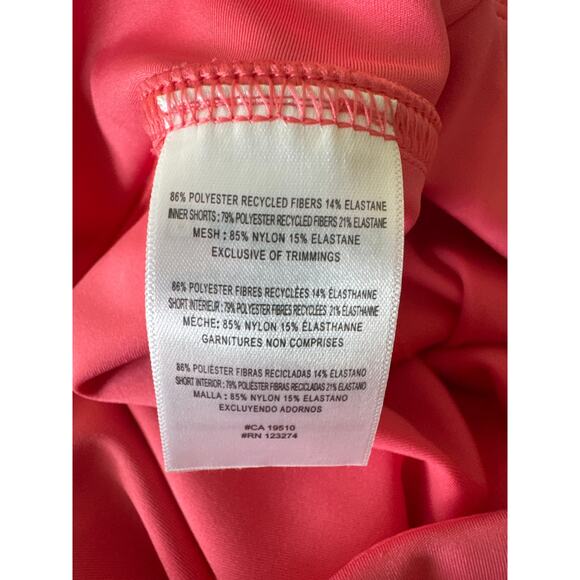 86% POLYESTER RECYCLED FIBERS 14% ELASTANE
INNER SHORTS : 79% POLYESTER RECYCLED FIBERS 21% ELASTANE
MESH : 85% NYLON 15% ELASTANE
EXCLUSIVE OF TRIMMINGS
86% POLYESTER FIBRES RECYCLÉES 14% ÉLASTHANNE
SHORT INTÉRIEUR : 79% POLYESTER FIBRES RECYCLÉES 21% ÉLASTHANNE
MÈCHE: 85% NYLON 15% ÉLASTHANNE
GARNITURES NON COMPRISES
86% POLIÉSTER FIBRAS RECICLADAS 14% ELASTANO
SHORT INTERIOR : 79% POLIÉSTER FIBRAS RECICLADAS 21% ELASTANO
MALLA : 85% NYLON 15% ELASTANO
EXCLUYENDO ADORNOS
#CA 19510
#RN 123274